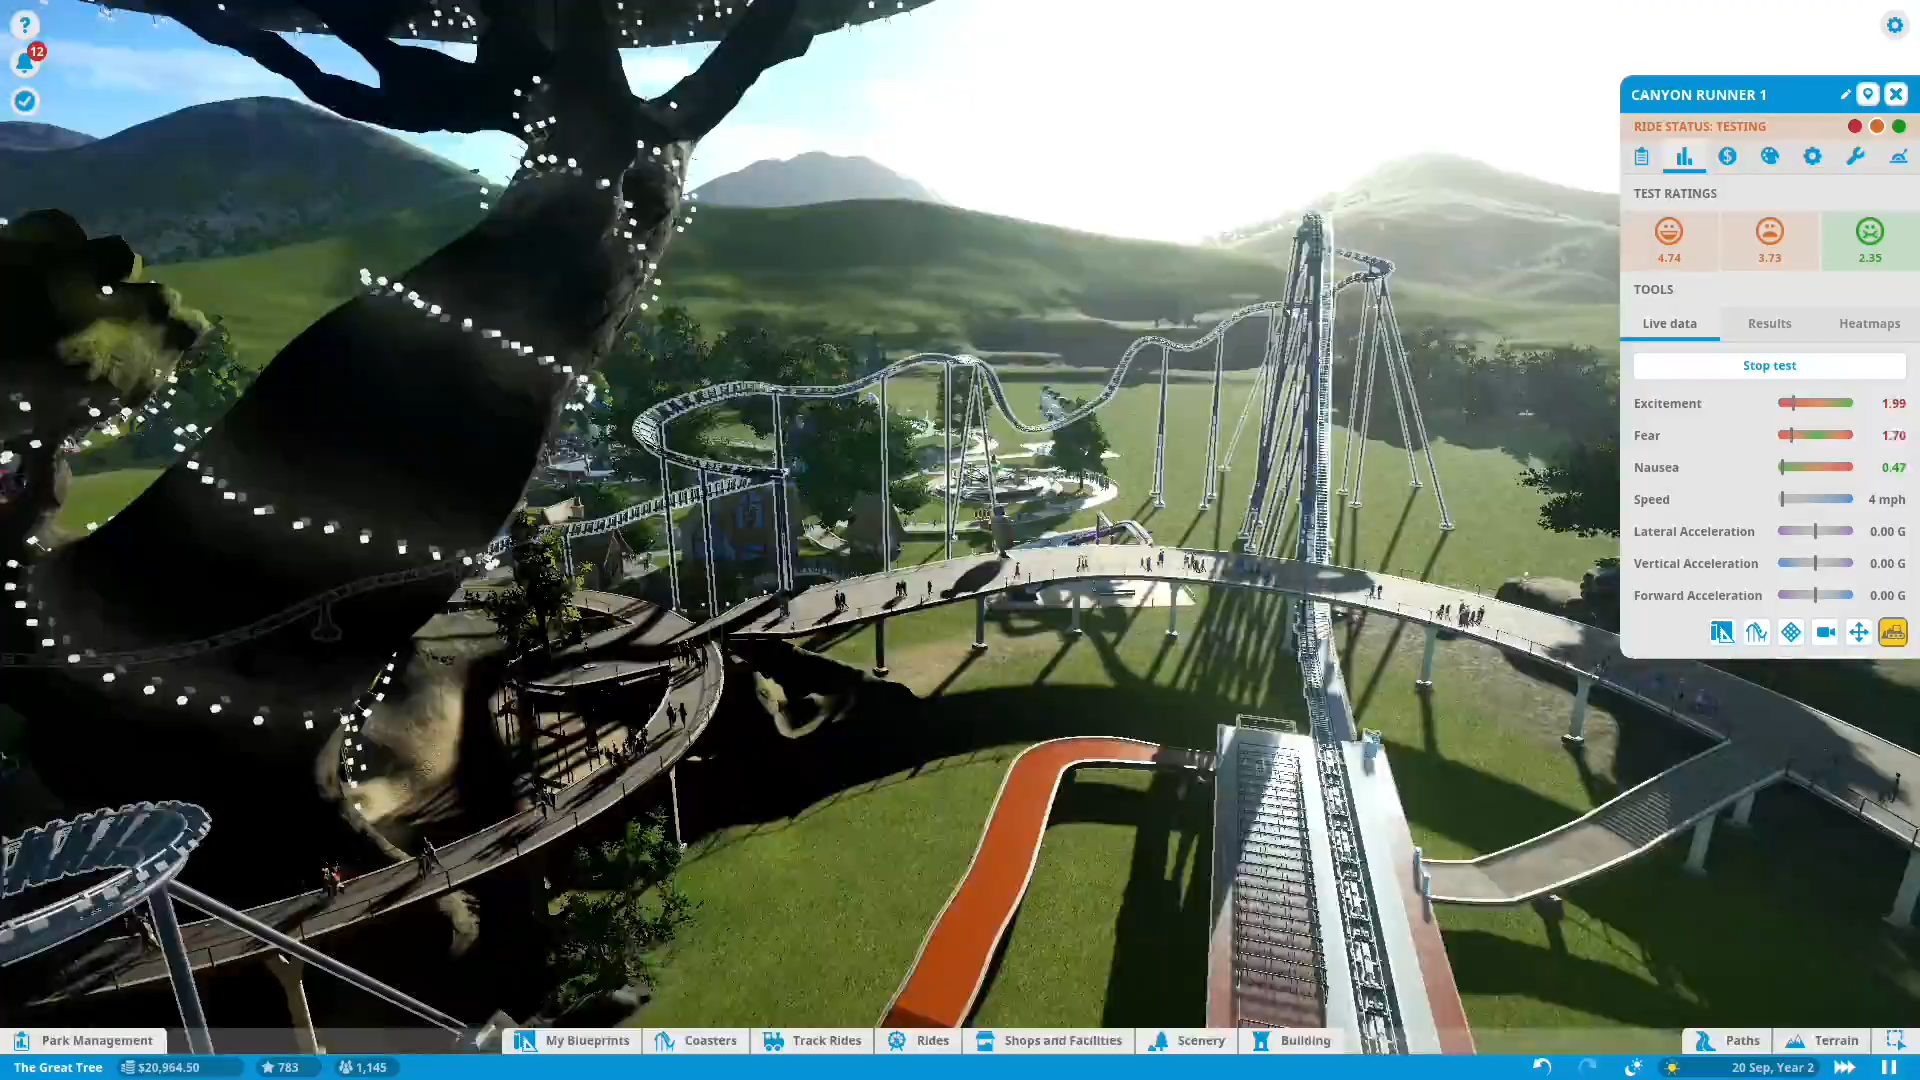 ?
12
CANYON RUNNER 1
RIDE STATUS: TESTING
TEST RATINGS
4.74 3.73 2.35
TOOLS
Live data Results Heatmaps
Stop test
Excitement 1.99
Fear 1.70
Nausea 0.47
Speed 4 mph
Lateral Acceleration 0.00 G
Vertical Acceleration 0.00 G
Forward Acceleration 0.00 G
Park Management My Blueprints Coasters Track Rides Rides Shops and Facilities Scenery Building Paths Terrain
The Great Tree $20,964.50 783 1,145 20 Sep, Year 2